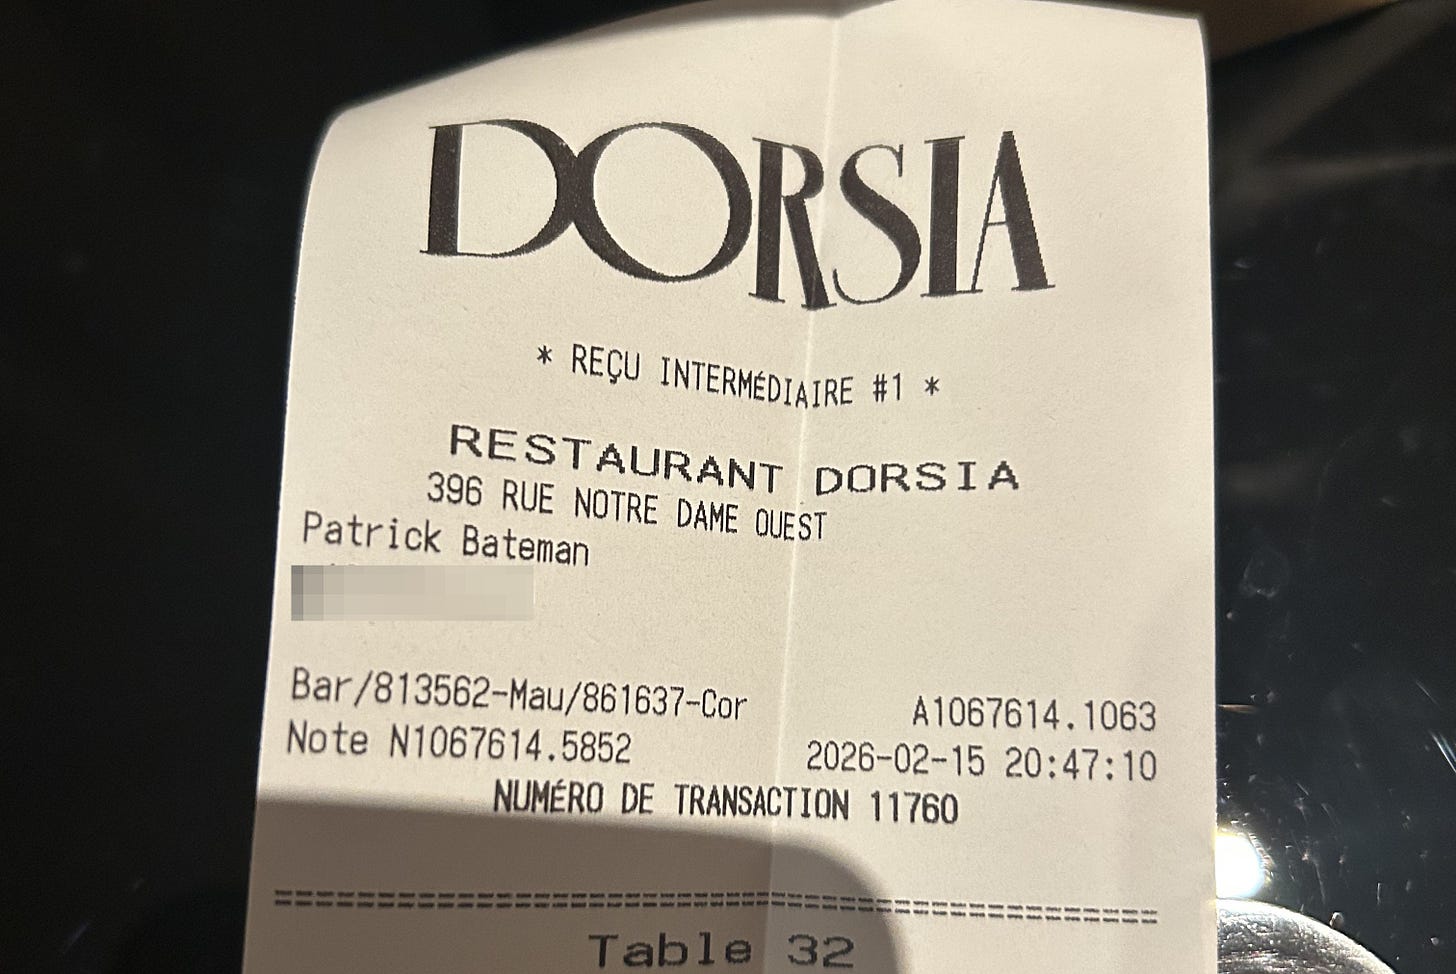 DORSIA
* REÇU INTERMÉDIAIRE #1 *
RESTAURANT DORSIA
396 RUE NOTRE DAME OUEST
Patrick Bateman
Bar/813562-Mau/861637-Cor A1067614.1063
Note N1067614.5852 2026-02-15 20:47:10
NUMÉRO DE TRANSACTION 11760
Table 32